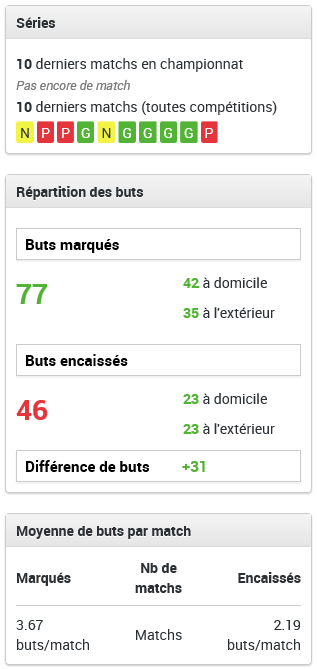 Séries
10 derniers matchs en championnat
Pas encore de match
10 derniers matchs (toutes compétitions)
N P P G N G G G G P
Répartition des buts
Buts marqués
77
42 à domicile
35 à l'extérieur
Buts encaissés
46
23 à domicile
23 à l'extérieur
Différence de buts +31
Moyenne de buts par match
Marqués Nb de matchs Encaissés
3.67 buts/match Matchs 2.19 buts/match